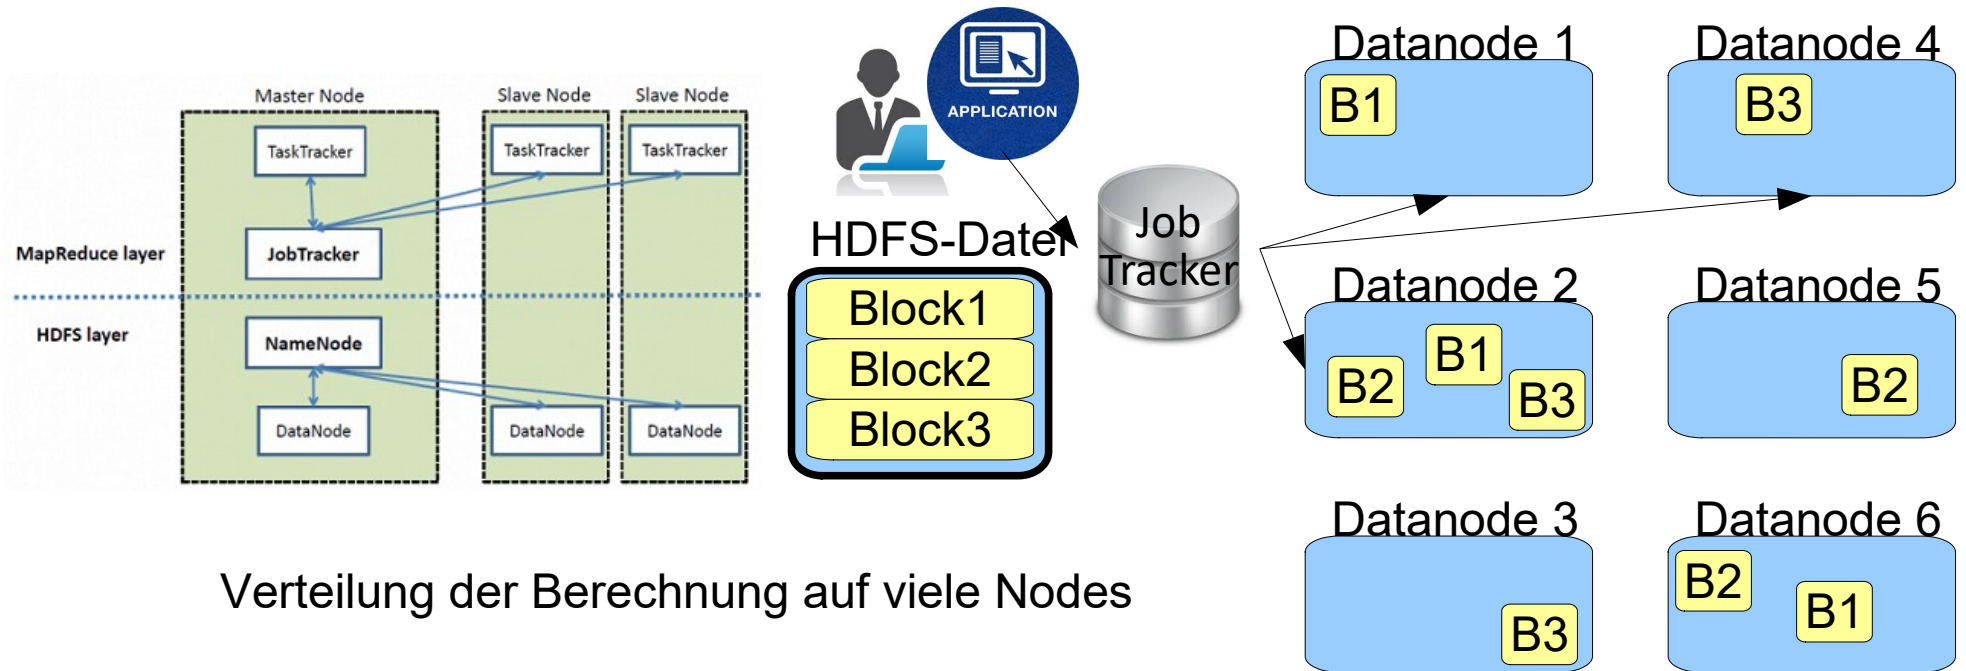 Master Node
Slave Node
Slave Node
TaskTracker
TaskTracker
TaskTracker
MapReduce layer
JobTracker
HDFS layer
NameNode
DataNode
DataNode
DataNode
APPLICATION
HDFS-Datei
Block1
Block2
Block3
Job
Tracker
Datanode 1
B1
Datanode 4
B3
Datanode 2
B2
B1
B3
Datanode 5
B2
Datanode 3
B3
Datanode 6
B2
B1
Verteilung der Berechnung auf viele Nodes